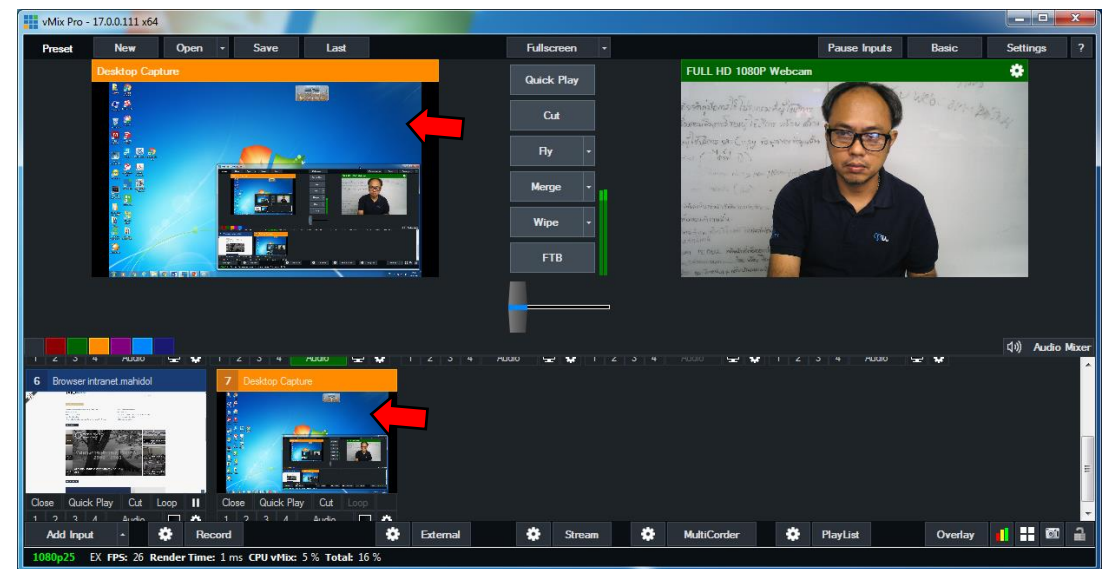 vMix Pro - 17.0.0.111 x64
Preset New Open Save Last Fullscreen Pause Inputs Basic Settings ?
Desktop Capture
FULL HD 1080P Webcam
Quick Play
Cut
Fly
Merge
Wipe
FTB
Audio Mixer
1 2 3 4 Audio 1 2 3 4 Audio 1 2 3 4 Audio 1 2 3 4 Audio 1 2 3 4 Audio
6 Browser intranet.mahidol
7 Desktop Capture
Close Quick Play Cut Loop
Close Quick Play Cut Loop
1 2 3 4 Audio
1 2 3 4 Audio
Add Input Record External Stream MultiCorder PlayList Overlay
1080p25 EX FPS: 26 Render Time: 1 ms CPU vMix: 5 % Total: 16 %